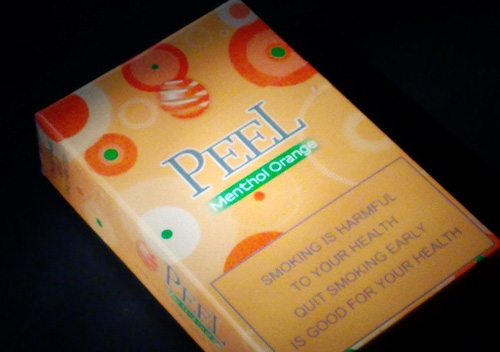 PEEL
Menthol Orange
SMOKING IS HARMFUL
TO YOUR HEALTH
QUIT SMOKING EARLY
IS GOOD FOR YOUR HEALTH
PEEL